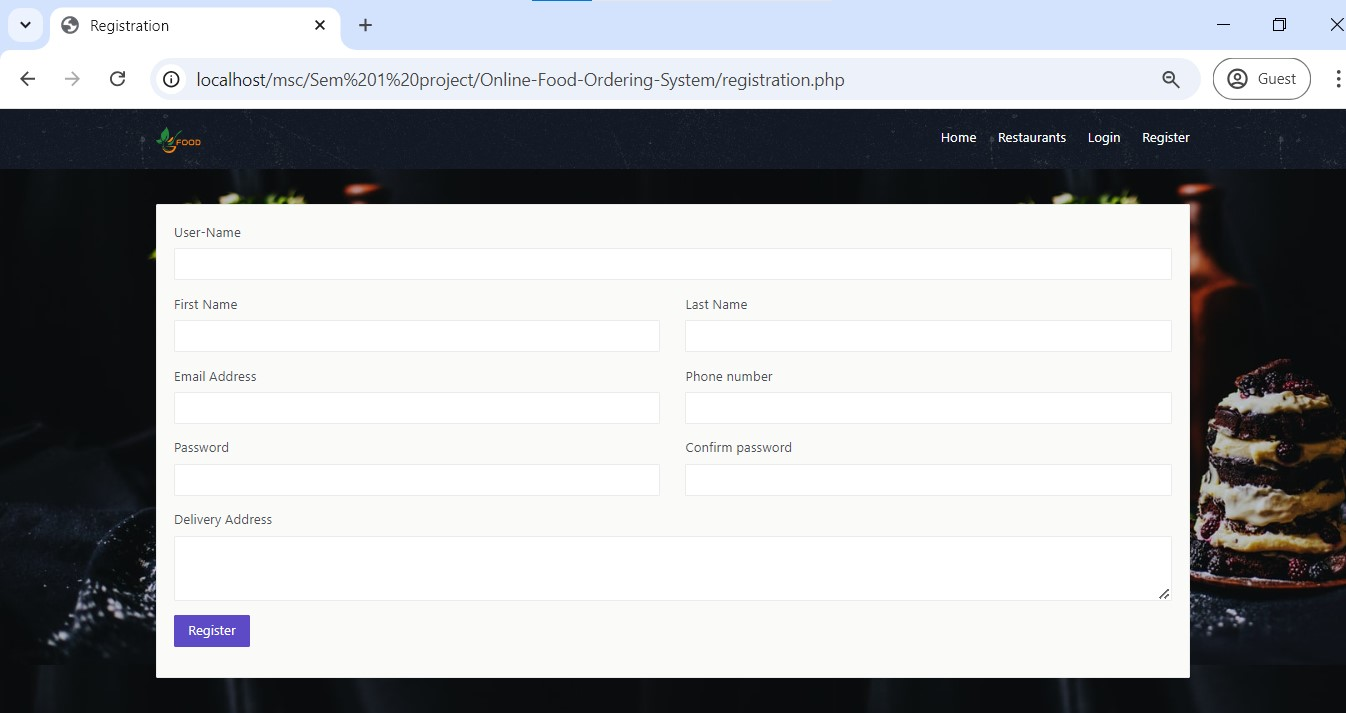 Registration
localhost/msc/Sem%201%20project/Online-Food-Ordering-System/registration.php
Guest
FOOD
Home Restaurants Login Register
User-Name
First Name Last Name
Email Address Phone number
Password Confirm password
Delivery Address
Register